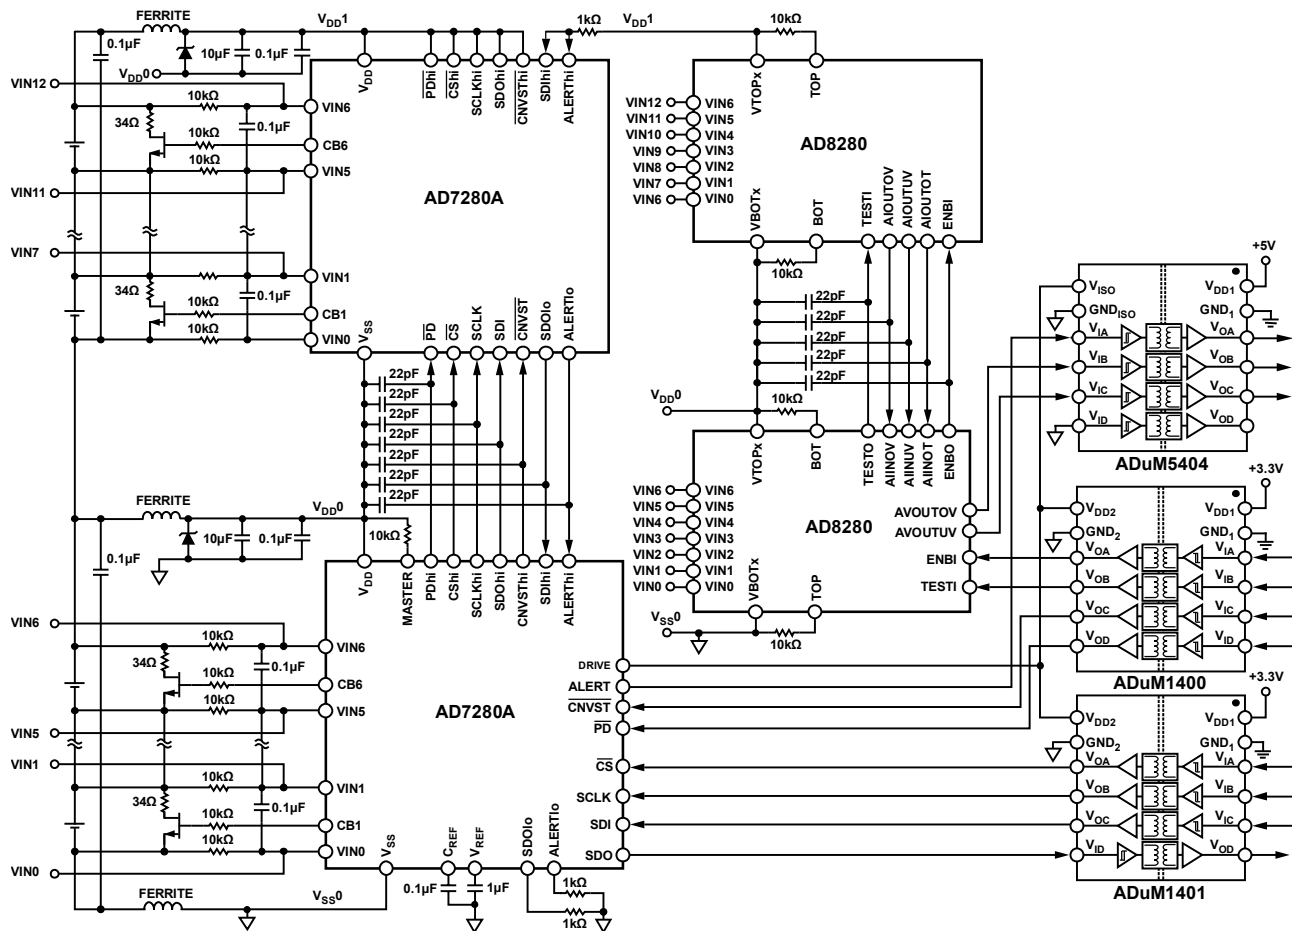 FERRITE
0.1µF
10µF
0.1µF
VDD1
VDD0
VDD
PDhi
CShi
SCLKhi
SDOhi
CNVSThi
SDIhi
ALERThi
1kΩ
VDD1
10kΩ
VTOPx
TOP
VIN12
10kΩ
34Ω
10kΩ
0.1µF
10kΩ
VIN11
VIN7
34Ω
10kΩ
0.1µF
10kΩ
VIN6
CB6
VIN5
VIN1
CB1
VIN0
AD7280A
VSS
PD
CS
SCLK
SDI
CNVST
SDOlo
ALERTlo
VIN12 VIN6
VIN11 VIN5
VIN10 VIN4
VIN9 VIN3
VIN8 VIN2
VIN7 VIN1
VIN6 VIN0
AD8280
VBOTx
BOT
TESTI
AIOUTOV
AIOUTUV
AIOUTOT
ENBI
10kΩ
22pF
22pF
22pF
22pF
22pF
22pF
22pF
22pF
22pF
22pF
22pF
22pF
VDD0
10kΩ
VTOPx
BOT
TESTO
AIINOV
AIINUV
AIINOT
ENBO
VIN6 VIN6
VIN5 VIN5
VIN4 VIN4
VIN3 VIN3
VIN2 VIN2
VIN1 VIN1
VIN0 VIN0
AD8280
AVOUTOV
AVOUTUV
ENBI
TESTI
VBOTx
TOP
VSS0
10kΩ
FERRITE
VDD0
0.1µF
10µF
0.1µF
10kΩ
VDD
MASTER
PDhi
CShi
SCLKhi
SDOhi
CNVSThi
SDIhi
ALERThi
VIN6
10kΩ
34Ω
10kΩ
0.1µF
10kΩ
VIN5
VIN1
10kΩ
34Ω
10kΩ
0.1µF
10kΩ
VIN0
VIN6
CB6
VIN5
VIN1
CB1
VIN0
AD7280A
DRIVE
ALERT
CNVST
PD
CS
SCLK
SDI
SDO
VSS
CREF
VREF
SDOlo
ALERTlo
FERRITE
VSS0
0.1µF
1µF
1kΩ
1kΩ
+5V
VISO VDD1
GNDISO GND1
VIA VOA
VIB VOB
VIC VOC
VID VOD
ADuM5404
+3.3V
VDD2 VDD1
GND2 GND1
VOA VIA
VOB VIB
VOC VIC
VOD VID
ADuM1400
+3.3V
VDD2 VDD1
GND2 GND1
VOA VIA
VOB VIB
VOC VIC
VID VOD
ADuM1401